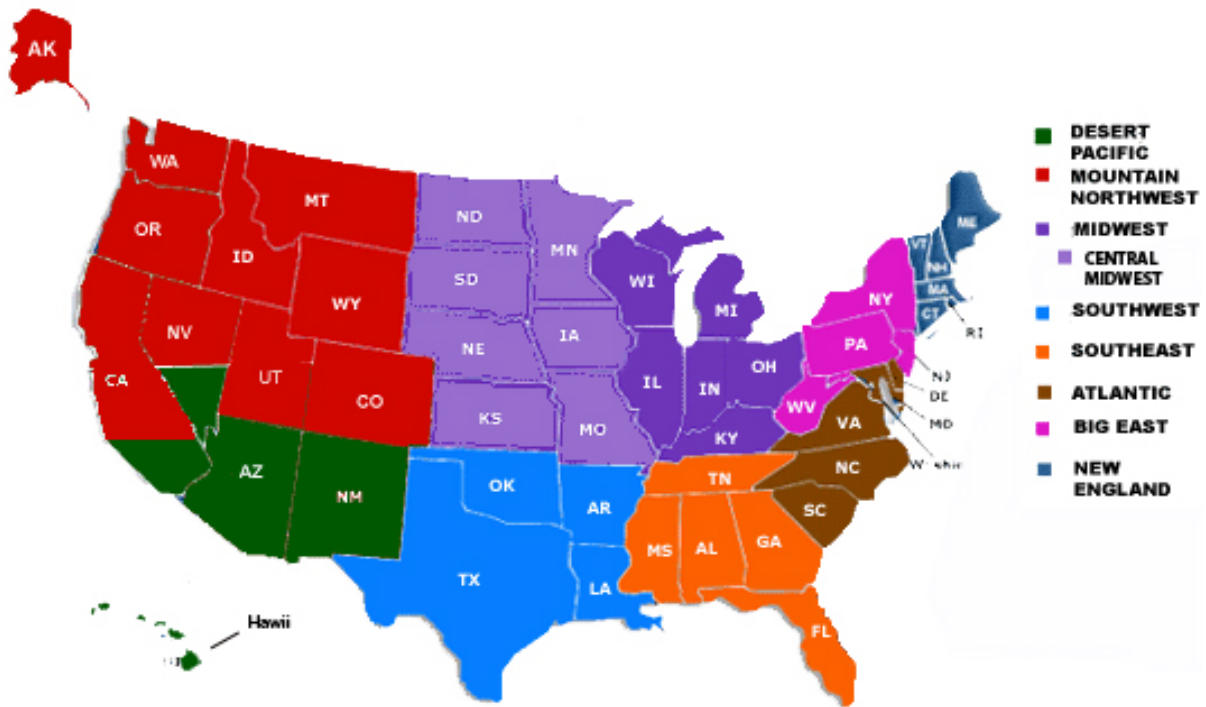 AK
WA
MT
ND
MN
ME
VT
NH
OR
ID
SD
WI
MI
NY
MA
CT
RI
WY
NV
NE
IA
PA
NJ
CA
UT
CO
IL
IN
OH
DE
WV
MD
KS
MO
KY
VA
AZ
NM
OK
TN
NC
AR
SC
MS
AL
GA
TX
LA
FL
Hawii
DESERT
PACIFIC
MOUNTAIN
NORTHWEST
MIDWEST
CENTRAL
MIDWEST
SOUTHWEST
SOUTHEAST
ATLANTIC
BIG EAST
NEW
ENGLAND